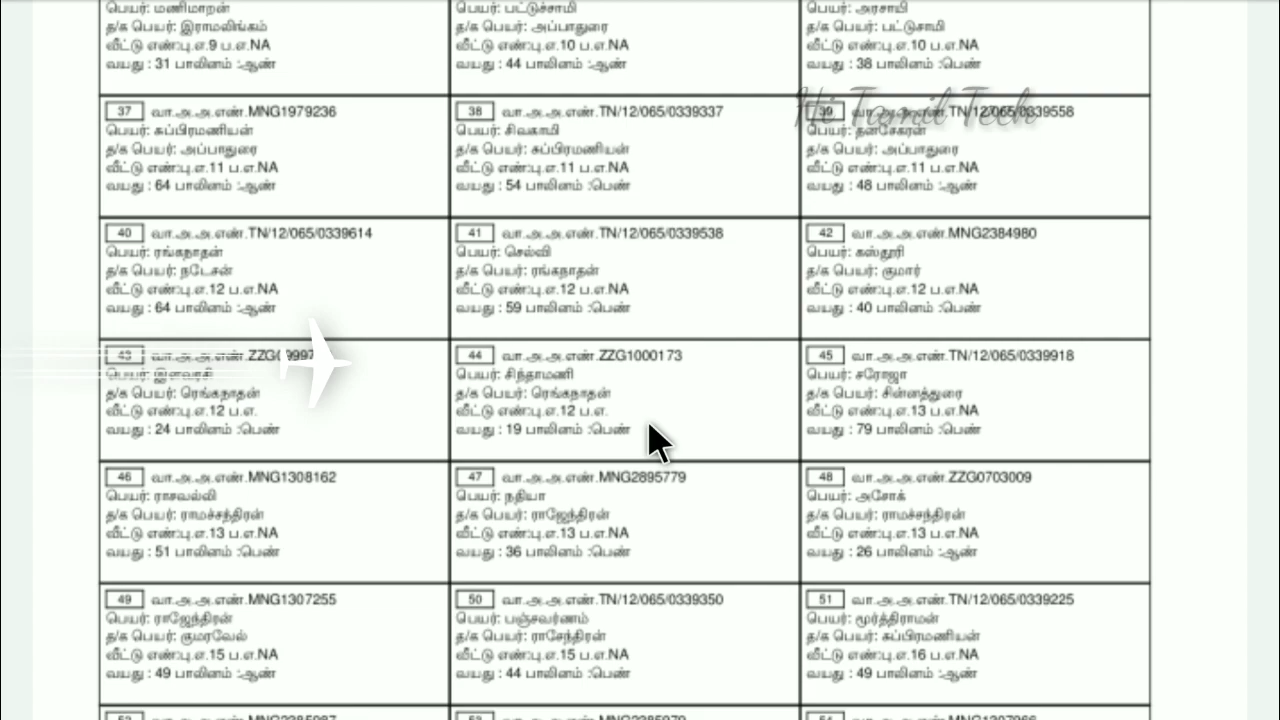 பெயர்: மணிமாறன்
த/க பெயர்: இராமலிங்கம்
வீட்டு எண்:பு.எ.9 ப.எ.NA
வயது : 31 பாலினம் :ஆண்
பெயர்: பட்டுச்சாமி
த/க பெயர்: அப்பாதுரை
வீட்டு எண்:பு.எ.10 ப.எ.NA
வயது : 44 பாலினம் :ஆண்
பெயர்: அரசாயி
த/க பெயர்: பட்டுசாமி
வீட்டு எண்:பு.எ.10 ப.எ.NA
வயது : 38 பாலினம் :பெண்
Hi Tamil Tech
37 வா.அ.அ.எண்.MNG1979236
பெயர்: சுப்பிரமணியன்
த/க பெயர்: அப்பாதுரை
வீட்டு எண்:பு.எ.11 ப.எ.NA
வயது : 64 பாலினம் :ஆண்
38 வா.அ.அ.எண்.TN/12/065/0339337
பெயர்: சிவகாமி
த/க பெயர்: சுப்பிரமணியன்
வீட்டு எண்:பு.எ.11 ப.எ.NA
வயது : 54 பாலினம் :பெண்
39 வா.அ.அ.எண்.TN/12/065/0339558
பெயர்: தனசேகரன்
த/க பெயர்: அப்பாதுரை
வீட்டு எண்:பு.எ.11 ப.எ.NA
வயது : 48 பாலினம் :ஆண்
40 வா.அ.அ.எண்.TN/12/065/0339614
பெயர்: ரங்கநாதன்
த/க பெயர்: நடேசன்
வீட்டு எண்:பு.எ.12 ப.எ.NA
வயது : 64 பாலினம் :ஆண்
41 வா.அ.அ.எண்.TN/12/065/0339538
பெயர்: செல்வி
த/க பெயர்: ரங்கநாதன்
வீட்டு எண்:பு.எ.12 ப.எ.NA
வயது : 59 பாலினம் :பெண்
42 வா.அ.அ.எண்.MNG2384980
பெயர்: கஸ்தூரி
த/க பெயர்: குமார்
வீட்டு எண்:பு.எ.12 ப.எ.NA
வயது : 40 பாலினம் :பெண்
43
பெயர்: இளவரசி
த/க பெயர்: ரெங்கநாதன்
வீட்டு எண்:பு.எ.12 ப.எ.
வயது : 24 பாலினம் :பெண்
44 வா.அ.அ.எண்.ZZG1000173
பெயர்: சிந்தாமணி
த/க பெயர்: ரெங்கநாதன்
வீட்டு எண்:பு.எ.12 ப.எ.
வயது : 19 பாலினம் :பெண்
45 வா.அ.அ.எண்.TN/12/065/0339918
பெயர்: சரோஜா
த/க பெயர்: சின்னத்துரை
வீட்டு எண்:பு.எ.13 ப.எ.NA
வயது : 79 பாலினம் :பெண்
46 வா.அ.அ.எண்.MNG1308162
பெயர்: ராசவல்லி
த/க பெயர்: ராமச்சந்திரன்
வீட்டு எண்:பு.எ.13 ப.எ.NA
வயது : 51 பாலினம் :பெண்
47 வா.அ.அ.எண்.MNG2895779
பெயர்: நதியா
த/க பெயர்: ராஜேந்திரன்
வீட்டு எண்:பு.எ.13 ப.எ.NA
வயது : 36 பாலினம் :பெண்
48 வா.அ.அ.எண்.ZZG0703009
பெயர்: அசோக்
த/க பெயர்: ராமச்சந்திரன்
வீட்டு எண்:பு.எ.13 ப.எ.NA
வயது : 26 பாலினம் :ஆண்
49 வா.அ.அ.எண்.MNG1307255
பெயர்: ராஜேந்திரன்
த/க பெயர்: குமரவேல்
வீட்டு எண்:பு.எ.15 ப.எ.NA
வயது : 49 பாலினம் :ஆண்
50 வா.அ.அ.எண்.TN/12/065/0339350
பெயர்: பஞ்சவர்ணம்
த/க பெயர்: ராசேந்திரன்
வீட்டு எண்:பு.எ.15 ப.எ.NA
வயது : 44 பாலினம் :பெண்
51 வா.அ.அ.எண்.TN/12/065/0339225
பெயர்: மூர்த்திராமன்
த/க பெயர்: சுப்பிரமணியன்
வீட்டு எண்:பு.எ.16 ப.எ.NA
வயது : 49 பாலினம் :ஆண்